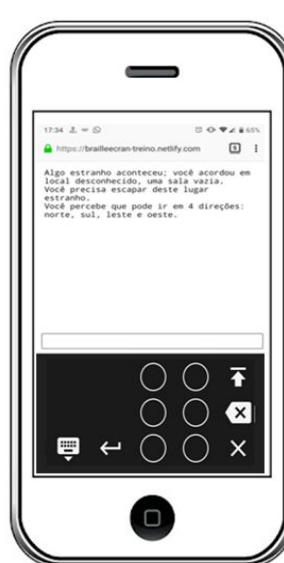 17:34 65%
https://brailleecran-treino.netlify.com 5
Algo estranho aconteceu; você acordou em
local desconhecido, uma sala vazia.
Você precisa escapar deste lugar
estranho.
Você percebe que pode ir em 4 direções:
norte, sul, leste e oeste.